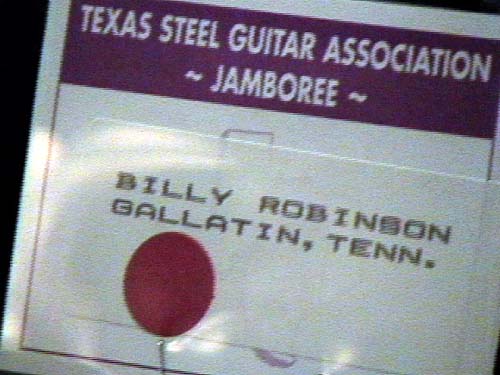 TEXAS STEEL GUITAR ASSOCIATION
~ JAMBOREE ~
BILLY ROBINSON
GALLATIN, TENN.